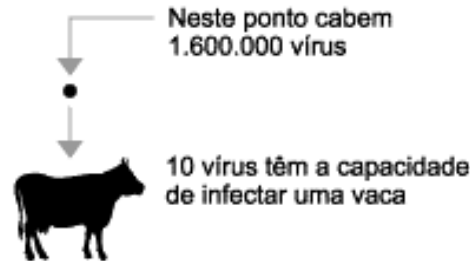 Neste ponto cabem
1.600.000 vírus
10 vírus têm a capacidade
de infectar uma vaca